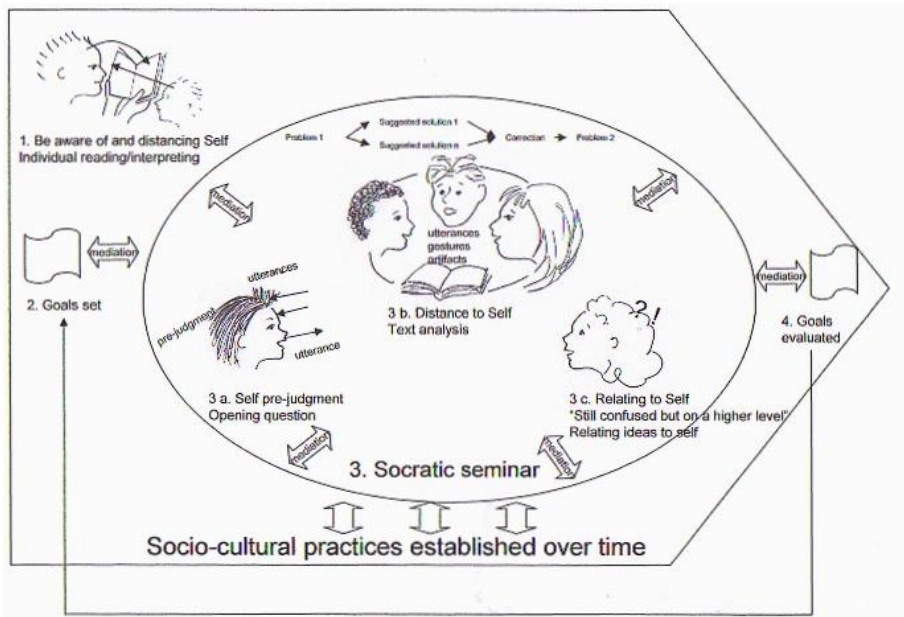 1. Be aware of and distancing Self
Individual reading/interpreting
Problem 1
Suggested solution 1
Suggested solution n
Correction
Problem 2
mediation
mediation
utterances
gestures
artifacts
mediation
mediation
2. Goals set
utterances
pre-judgment
utterance
3 b. Distance to Self
Text analysis
?!
4. Goals
evaluated
3 a. Self pre-judgment
Opening question
3 c. Relating to Self
"Still confused but on a higher level"
Relating ideas to self
mediation
mediation
3. Socratic seminar
Socio-cultural practices established over time